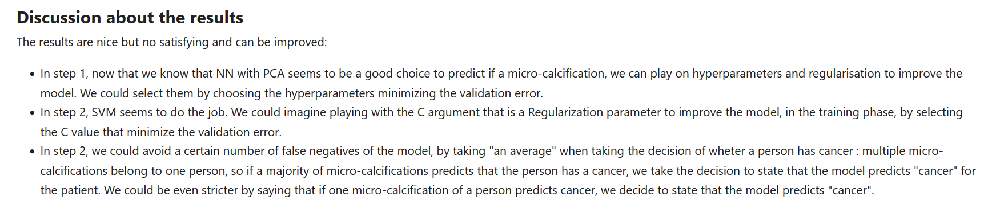 Discussion about the results
The results are nice but no satisfying and can be improved:
• In step 1, now that we know that NN with PCA seems to be a good choice to predict if a micro-calcification, we can play on hyperparameters and regularisation to improve the
model. We could select them by choosing the hyperparameters minimizing the validation error.
• In step 2, SVM seems to do the job. We could imagine playing with the C argument that is a Regularization parameter to improve the model, in the training phase, by selecting
the C value that minimize the validation error.
• In step 2, we could avoid a certain number of false negatives of the model, by taking "an average" when taking the decision of wheter a person has cancer : multiple micro-
calcifications belong to one person, so if a majority of micro-calcifications predicts that the person has a cancer, we take the decision to state that the model predicts "cancer" for
the patient. We could be even stricter by saying that if one micro-calcification of a person predicts cancer, we decide to state that the model predicts "cancer".